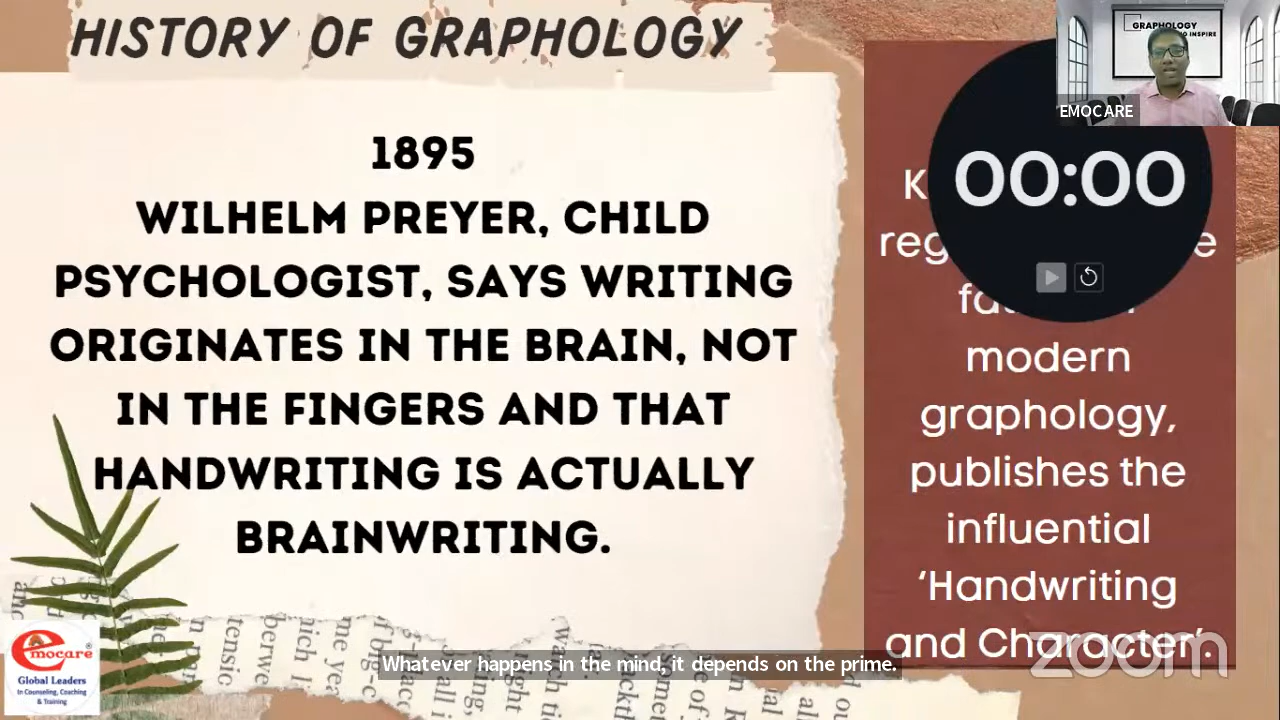 HISTORY OF GRAPHOLOGY
1895
WILHELM PREYER, CHILD
PSYCHOLOGIST, SAYS WRITING
ORIGINATES IN THE BRAIN, NOT
IN THE FINGERS AND THAT
HANDWRITING IS ACTUALLY
BRAINWRITING.
GRAPHOLOGY
INSPIRE
EMOCARE
00:00
modern
graphology,
publishes the
influential
‘Handwriting
and Character’.
zoom
Whatever happens in the mind, it depends on the prime.
emocare®
Global Leaders
In Counseling, Coaching
& Training